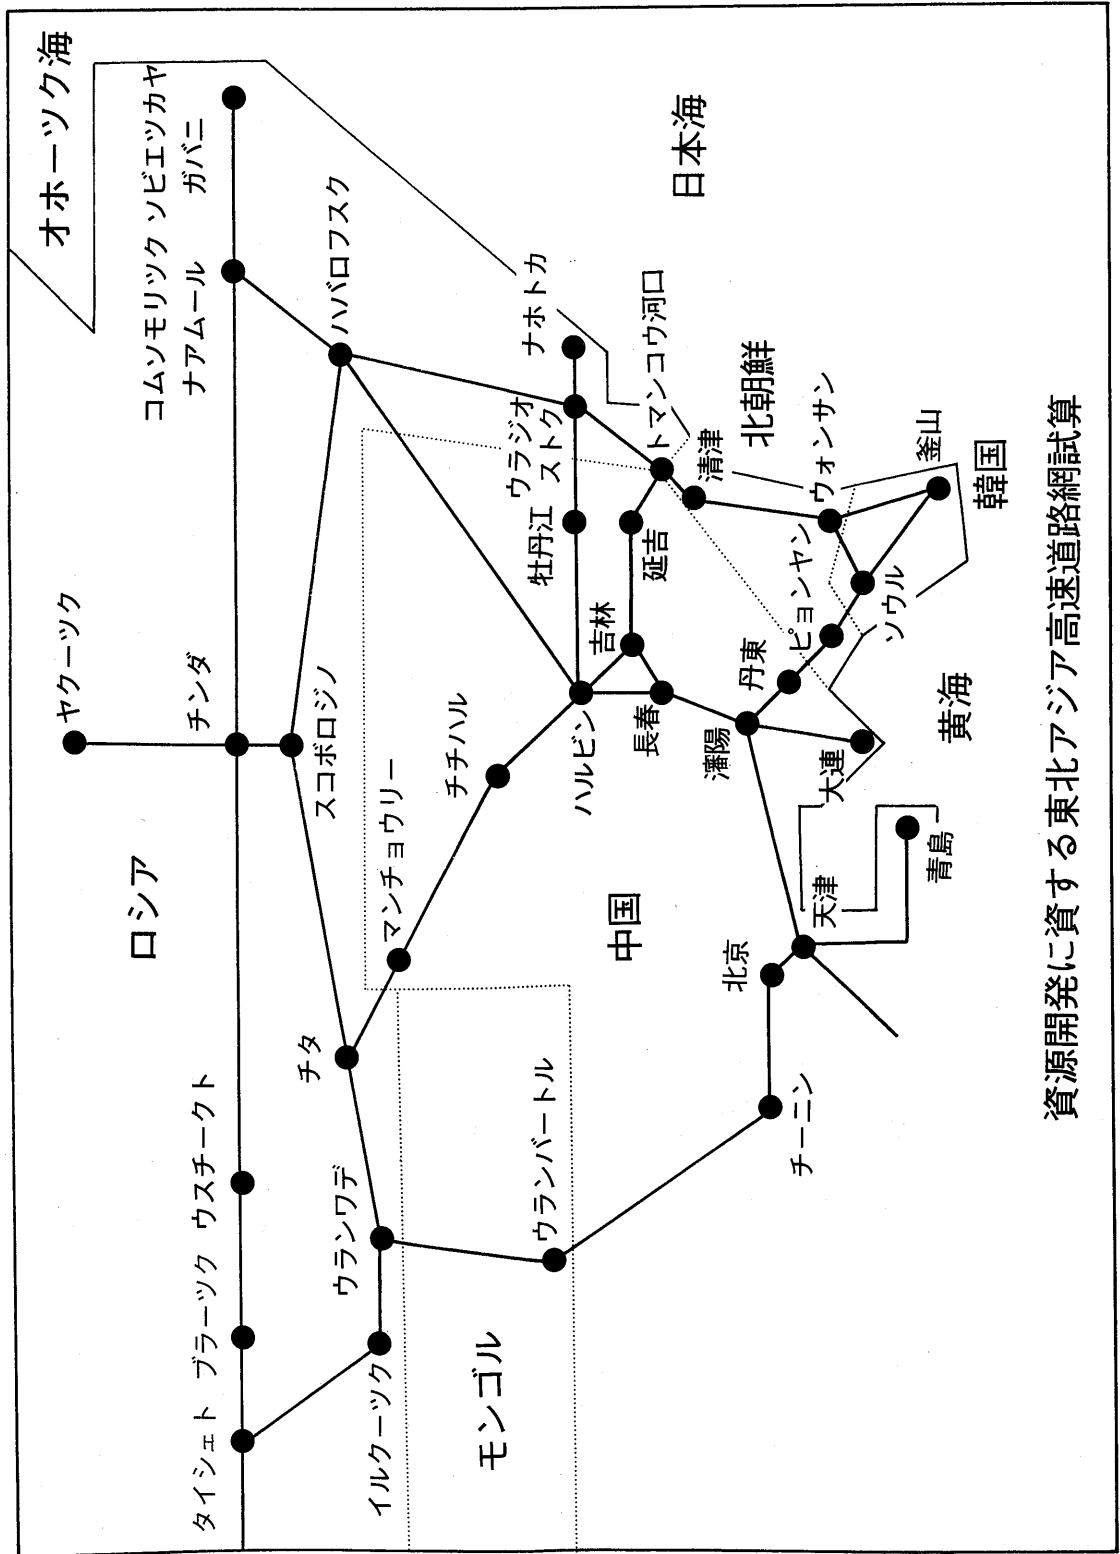 オホーツク海
コムソモリック
ナアムール
ソビエツカヤ
ガバニ
ヤクーツク
チンダ
ロシア
タイシェト
ブラーツク
ウスチークト
ハバロフスク
スコボロジノ
チタ
ウランワデ
イルクーツク
マンチョウリー
チチハル
ナホトカ
ウラジオ
ストク
牡丹江
ハルビン
日本海
トマンコウ河口
延吉
吉林
長春
清津
北朝鮮
ウォンサン
ピョンヤン
丹東
瀋陽
大連
釜山
韓国
ソウル
黄海
中国
天津
青島
北京
チーニン
ウランバートル
モンゴル
資源開発に資する東北アジア高速道路網試算